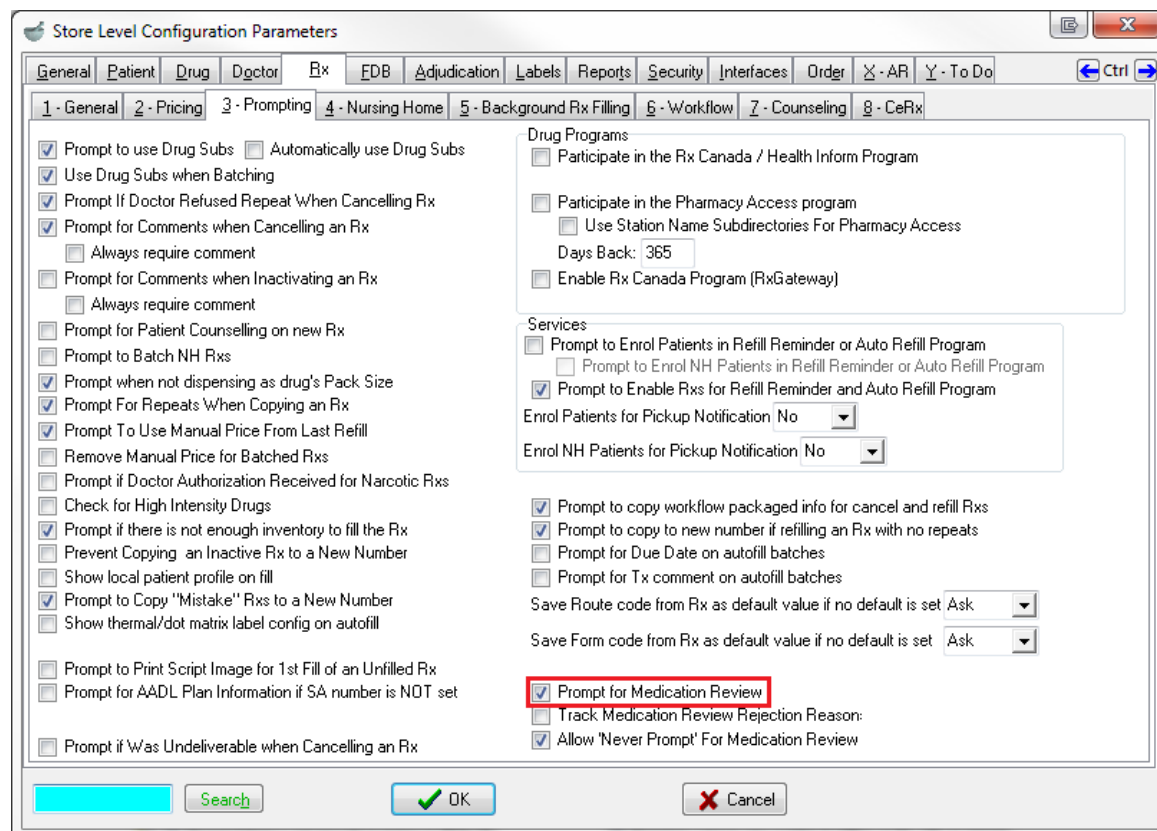 Store Level Configuration Parameters
General Patient Drug Doctor Rx FDB Adjudication Labels Reports Security Interfaces Order X - AR Y - To Do Ctrl
1 - General 2 - Pricing 3 - Prompting 4 - Nursing Home 5 - Background Rx Filling 6 - Workflow 7 - Counseling 8 - CeRx
Prompt to use Drug Subs Automatically use Drug Subs
Use Drug Subs when Batching
Prompt If Doctor Refused Repeat When Cancelling Rx
Prompt for Comments when Cancelling an Rx
Always require comment
Prompt for Comments when Inactivating an Rx
Always require comment
Prompt for Patient Counselling on new Rx
Prompt to Batch NH Rxs
Prompt when not dispensing as drug's Pack Size
Prompt For Repeats When Copying an Rx
Prompt To Use Manual Price From Last Refill
Remove Manual Price for Batched Rxs
Prompt if Doctor Authorization Received for Narcotic Rxs
Check for High Intensity Drugs
Prompt if there is not enough inventory to fill the Rx
Prevent Copying an Inactive Rx to a New Number
Show local patient profile on fill
Prompt to Copy "Mistake" Rxs to a New Number
Show thermal/dot matrix label config on autofill
Prompt to Print Script Image for 1st Fill of an Unfilled Rx
Prompt for AADL Plan Information if SA number is NOT set
Prompt if Was Undeliverable when Cancelling an Rx
Drug Programs
Participate in the Rx Canada / Health Inform Program
Participate in the Pharmacy Access program
Use Station Name Subdirectories For Pharmacy Access
Days Back: 365
Enable Rx Canada Program (RxGateway)
Services
Prompt to Enrol Patients in Refill Reminder or Auto Refill Program
Prompt to Enrol NH Patients in Refill Reminder or Auto Refill Program
Prompt to Enable Rxs for Refill Reminder and Auto Refill Program
Enrol Patients for Pickup Notification No
Enrol NH Patients for Pickup Notification No
Prompt to copy workflow packaged info for cancel and refill Rxs
Prompt to copy to new number if refilling an Rx with no repeats
Prompt for Due Date on autofill batches
Prompt for Tx comment on autofill batches
Save Route code from Rx as default value if no default is set Ask
Save Form code from Rx as default value if no default is set Ask
Prompt for Medication Review
Track Medication Review Rejection Reason:
Allow 'Never Prompt' For Medication Review
Search OK Cancel